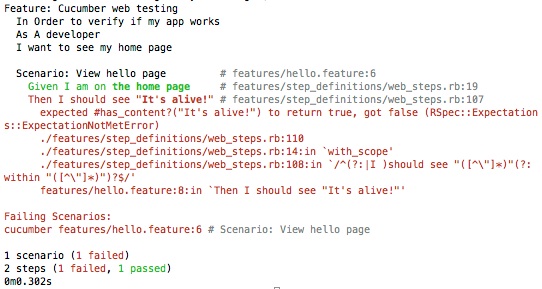 Feature: Cucumber web testing
In Order to verify if my app works
As A developer
I want to see my home page
Scenario: View hello page # features/hello.feature:6
Given I am on the home page # features/step_definitions/web_steps.rb:19
Then I should see "It's alive!" # features/step_definitions/web_steps.rb:107
expected #has_content?("It's alive!") to return true, got false (RSpec::Expectation
s::ExpectationNotMetError)
./features/step_definitions/web_steps.rb:110
./features/step_definitions/web_steps.rb:14:in `with_scope'
./features/step_definitions/web_steps.rb:108:in `/^(?:|I )should see "([^\"]*)"(?:
within "([^\"]*)")?$/'
features/hello.feature:8:in `Then I should see "It's alive!"'
Failing Scenarios:
cucumber features/hello.feature:6 # Scenario: View hello page
1 scenario (1 failed)
2 steps (1 failed, 1 passed)
0m0.302s